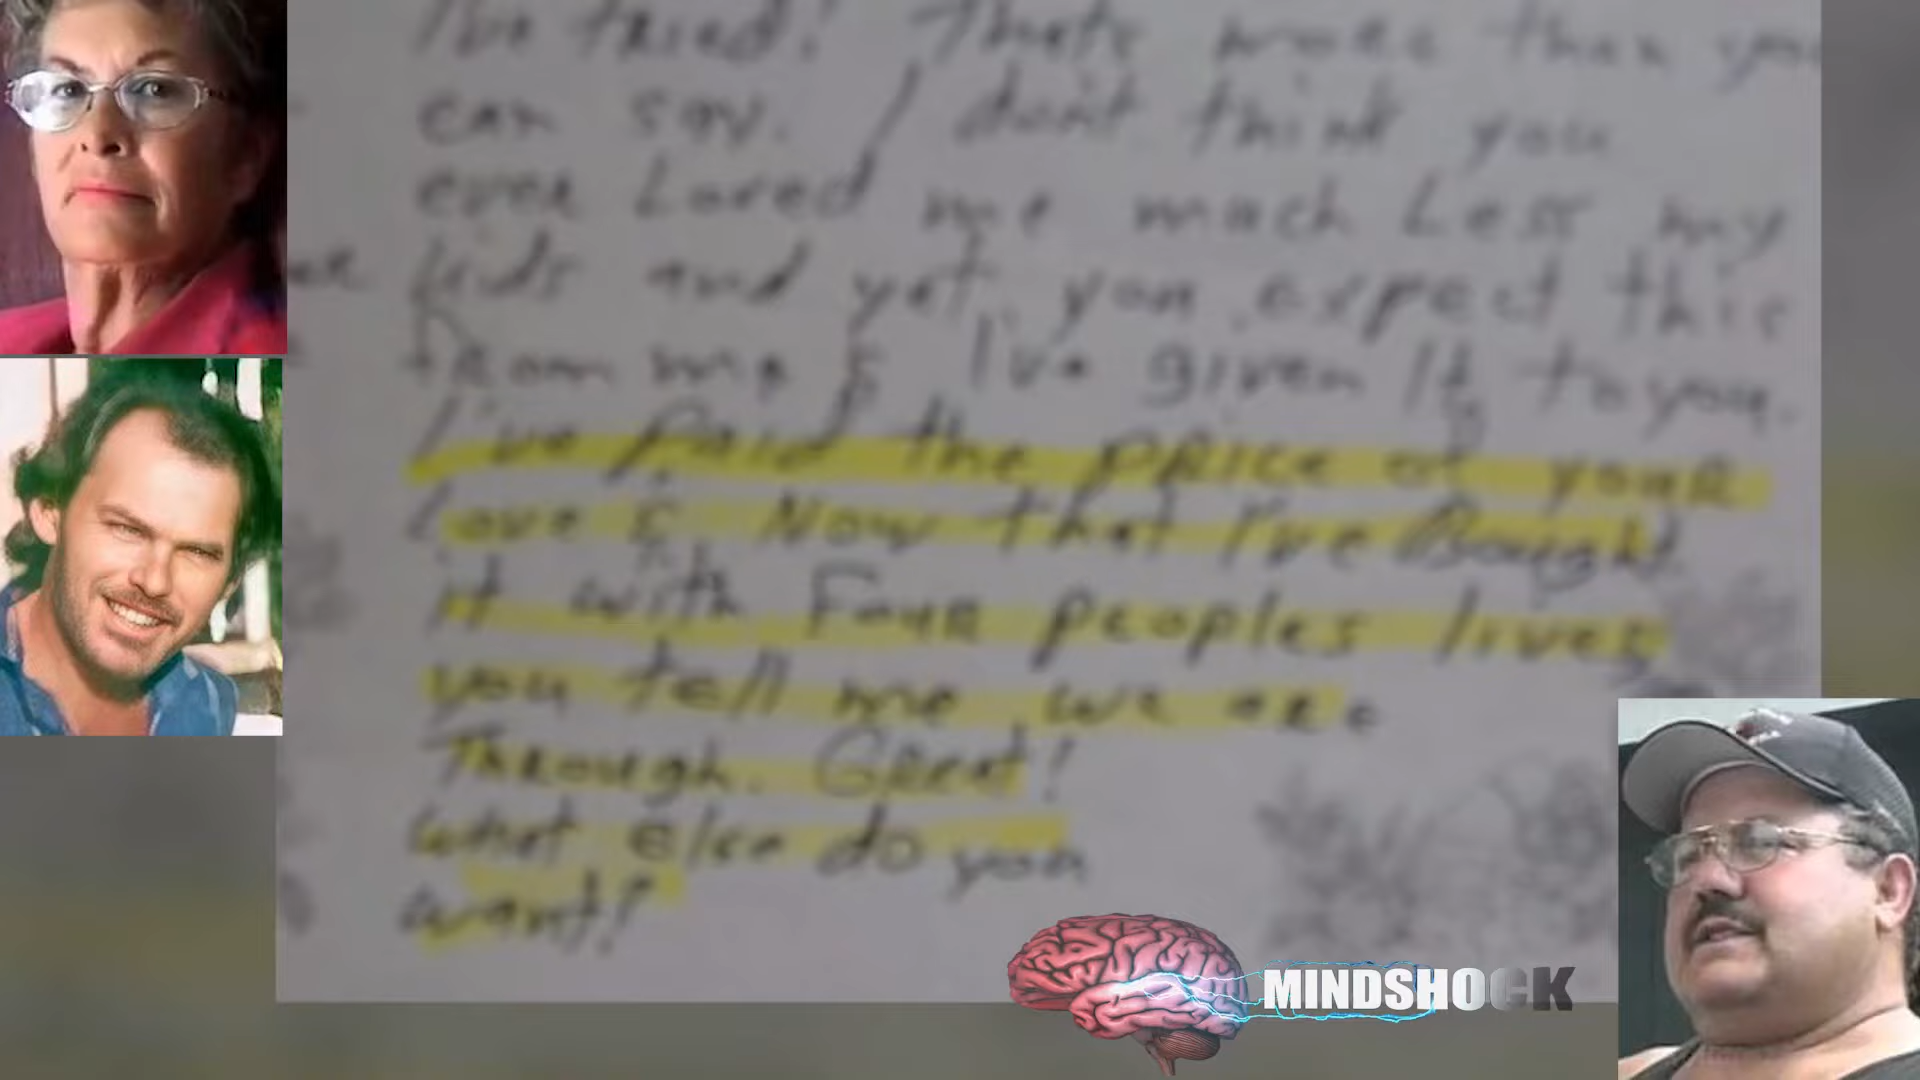 I've tried! Thats more than you
can say. I don't think you
ever Loved me much Less my
kids and yet you expect this
from me & I've given It to you.
I've paid the price of your
Love & Now that I've Bought
it with Four peoples lives
you tell me we are
Through. Great!
what else do you
want?
MINDSHOCK